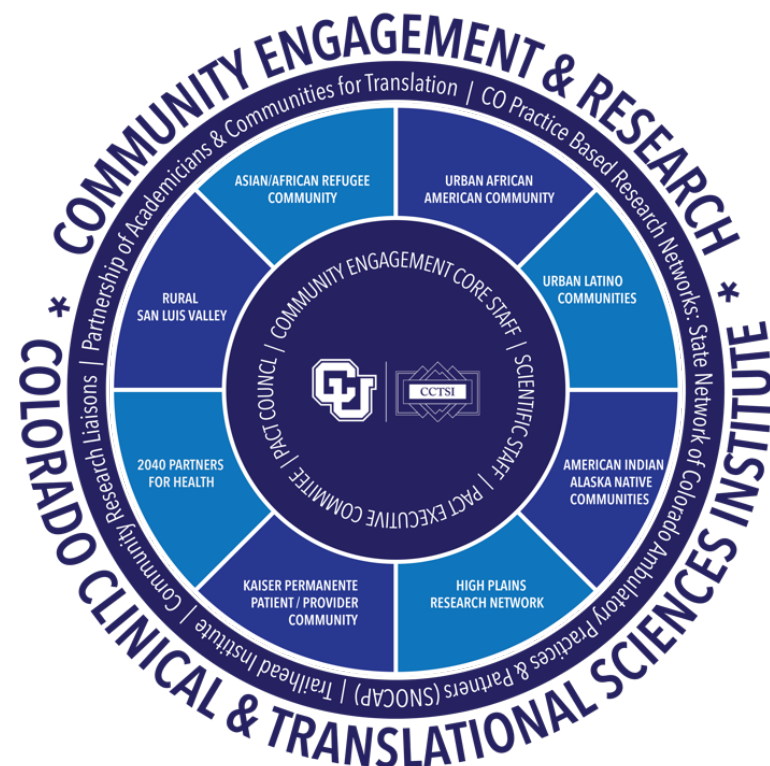 COMMUNITY ENGAGEMENT & RESEARCH
* COLORADO CLINICAL & TRANSLATIONAL SCIENCES INSTITUTE *
Partnership of Academicians & Communities for Translation | CO Practice Based Research Networks: State Network of Colorado Ambulatory Practices & Partners (SNOCAP) | Trailhead Institute | Community Research Liaisons |
ASIAN/AFRICAN REFUGEE
COMMUNITY
URBAN AFRICAN
AMERICAN COMMUNITY
URBAN LATINO
COMMUNITIES
AMERICAN INDIAN
ALASKA NATIVE
COMMUNITIES
HIGH PLAINS
RESEARCH NETWORK
KAISER PERMANENTE
PATIENT / PROVIDER
COMMUNITY
2040 PARTNERS
FOR HEALTH
RURAL
SAN LUIS VALLEY
COMMUNITY ENGAGEMENT CORE STAFF | SCIENTIFIC STAFF | PACT EXECUTIVE COMMITEE | PACT COUNCL |
CU
CCTSI